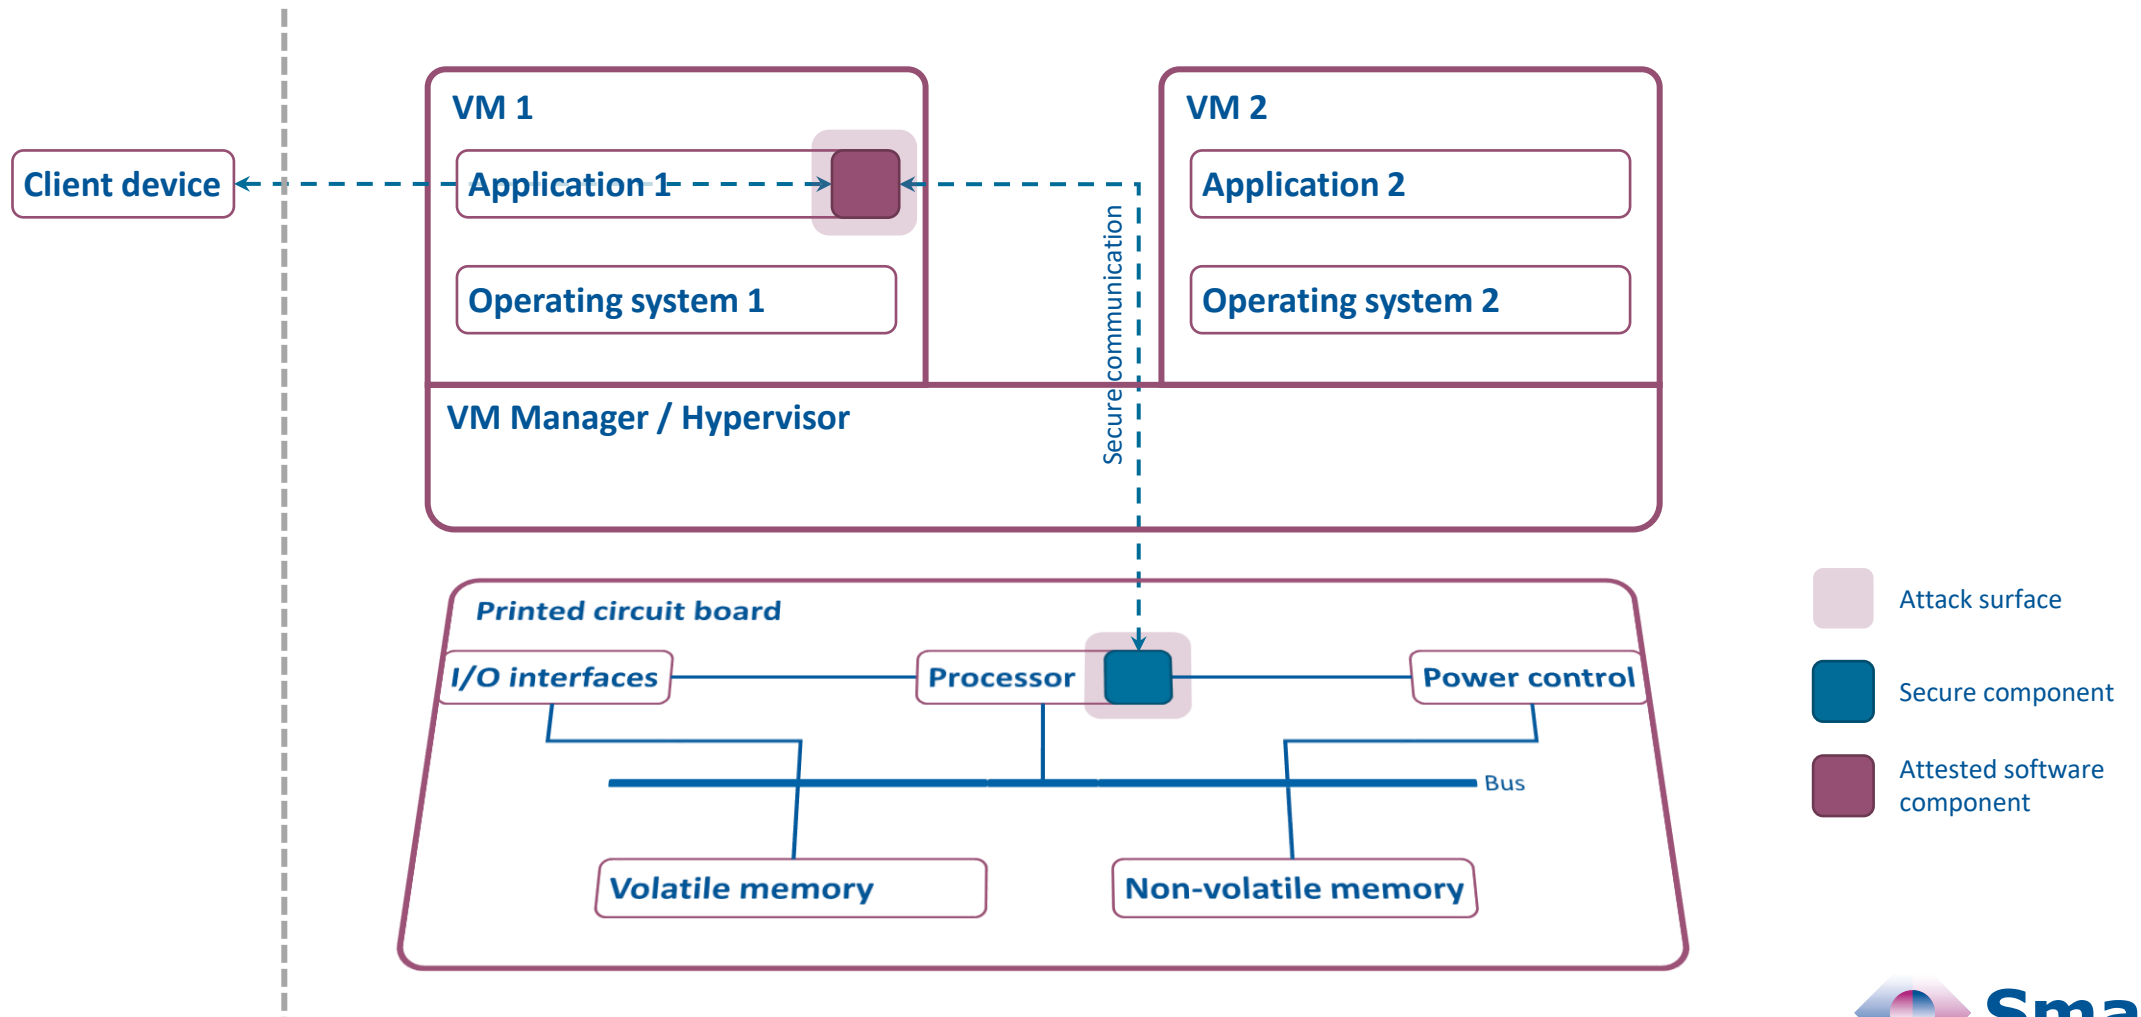 VM 1
VM 2
Client device
Application 1
Application 2
Secure communication
Operating system 1
Operating system 2
VM Manager / Hypervisor
Printed circuit board
I/O interfaces
Processor
Power control
Bus
Volatile memory
Non-volatile memory
Attack surface
Secure component
Attested software
component
Sma